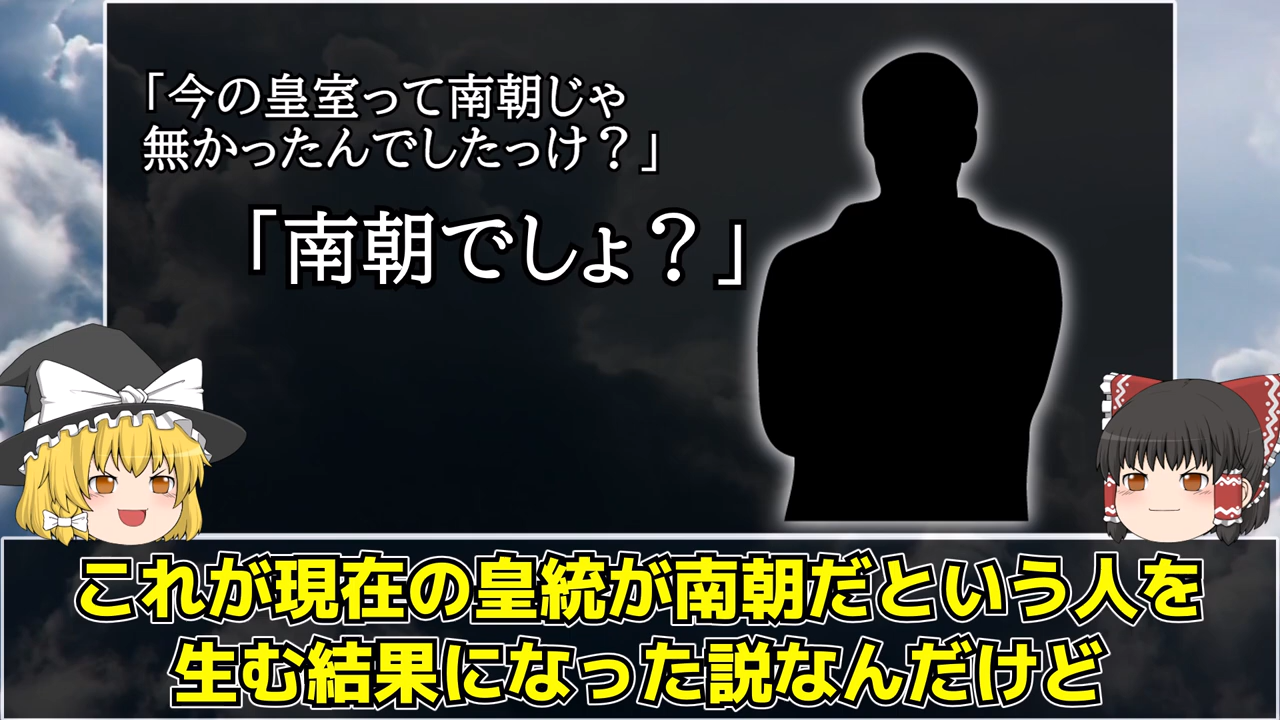 「今の皇室って南朝じゃ
無かったんでしたっけ？」
「南朝でしょ？」
これが現在の皇統が南朝だという人を
生む結果になった説なんだけど